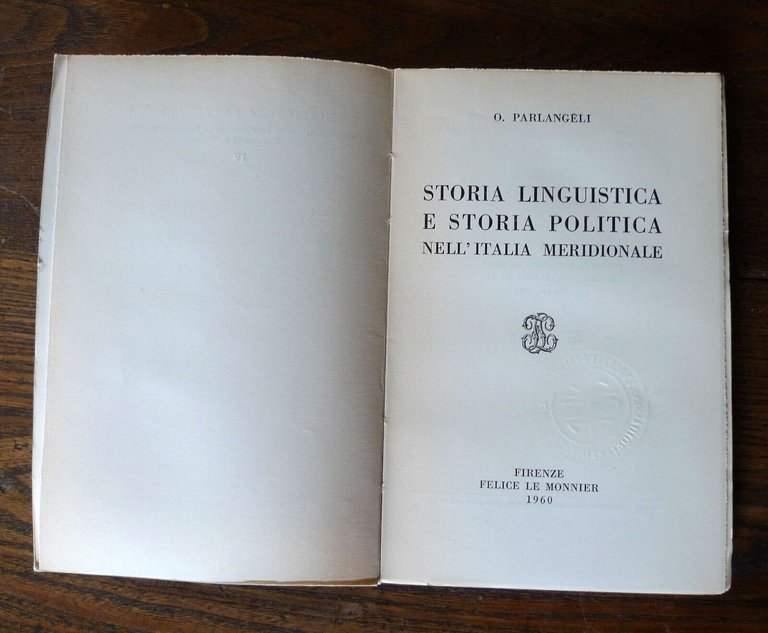 O. PARLANGÈLI
STORIA LINGUISTICA
E STORIA POLITICA
NELL'ITALIA MERIDIONALE
FIRENZE
FELICE LE MONNIER
1960